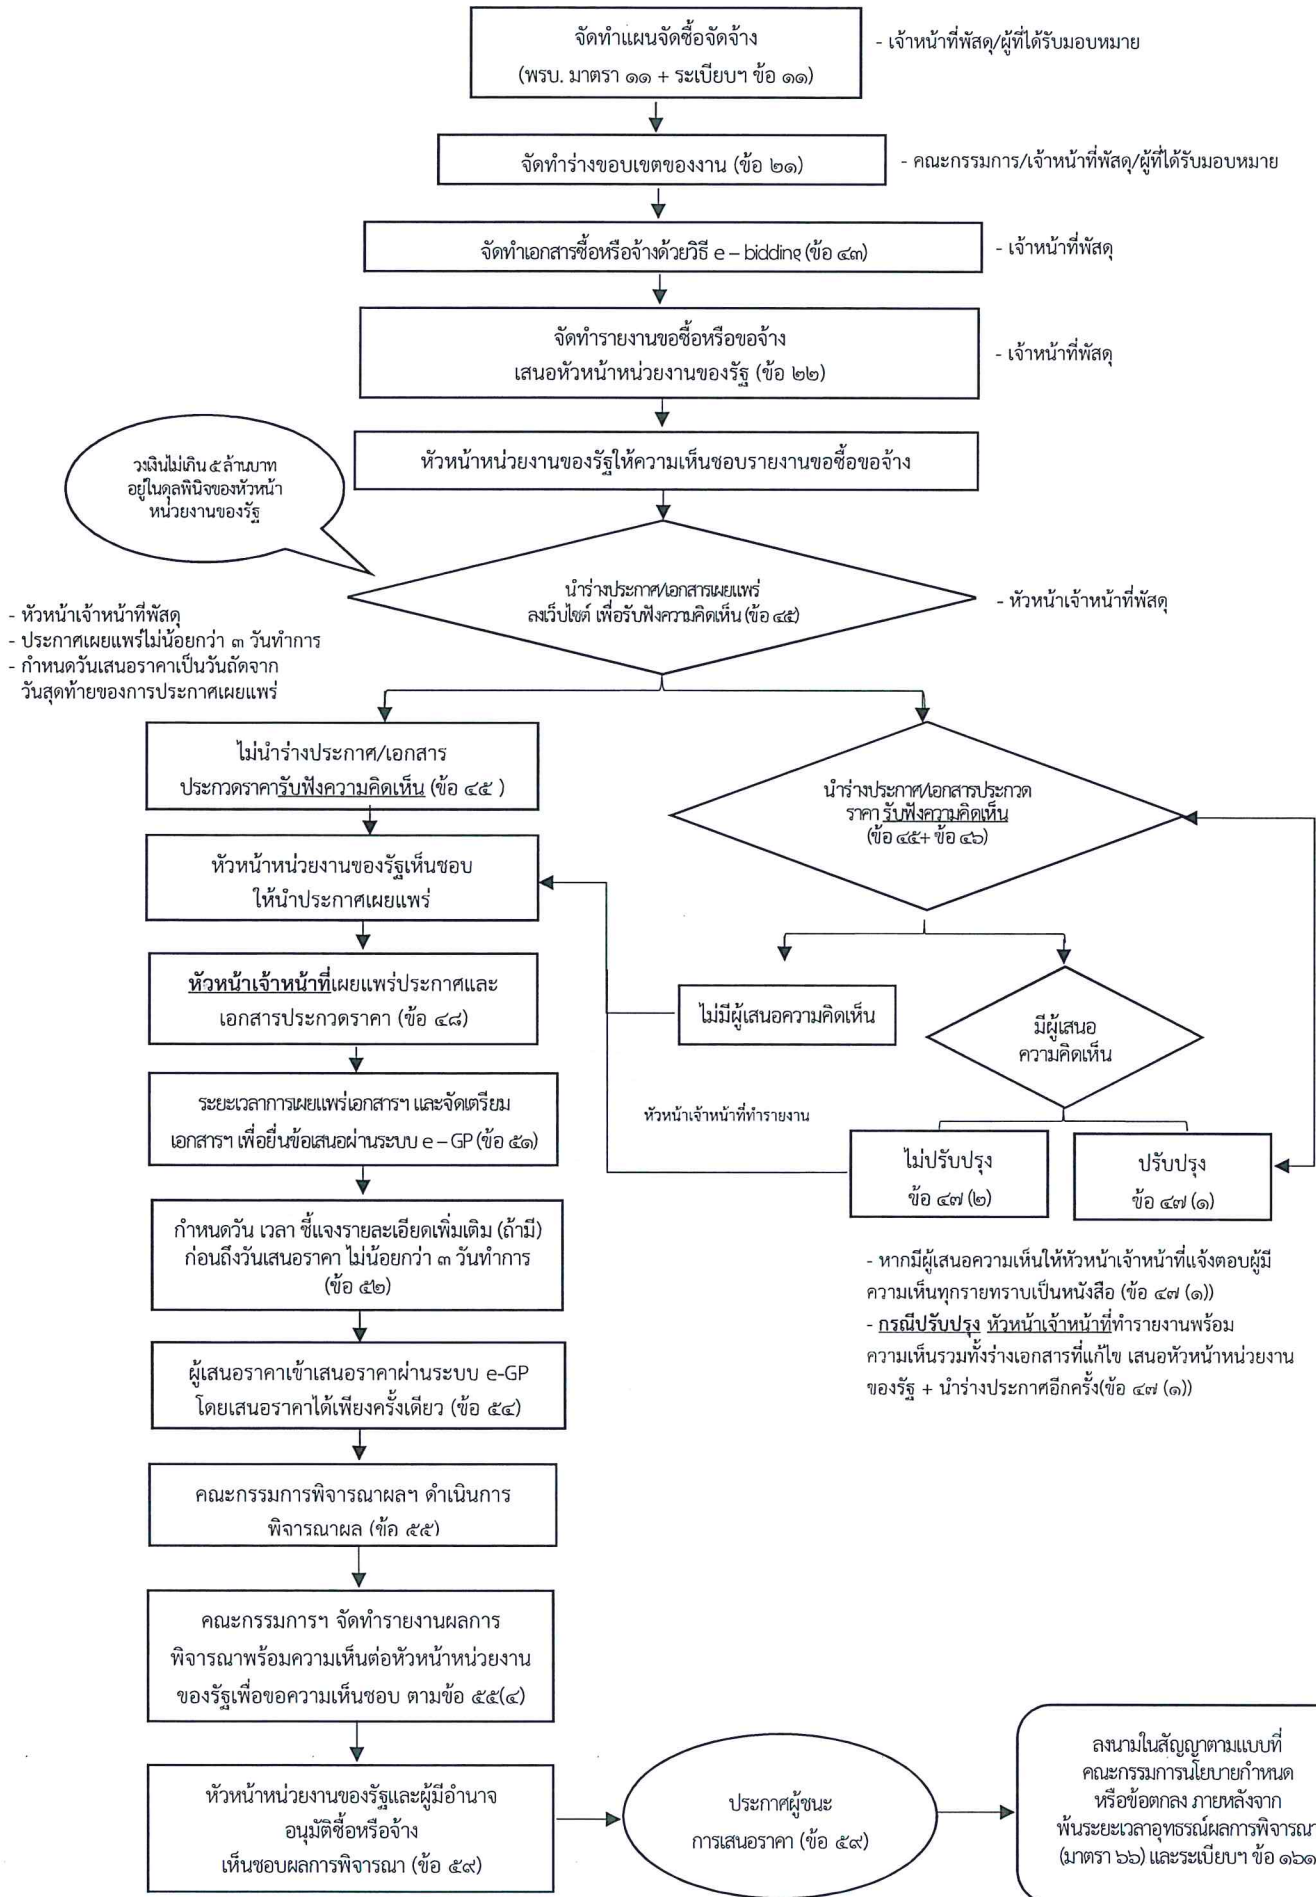 จัดทำแผนจัดซื้อจัดจ้าง
(พรบ. มาตรา ๑๑ + ระเบียบฯ ข้อ ๑๑)
- เจ้าหน้าที่พัสดุ/ผู้ที่ได้รับมอบหมาย
จัดทำร่างขอบเขตของงาน (ข้อ ๒๑)
- คณะกรรมการ/เจ้าหน้าที่พัสดุ/ผู้ที่ได้รับมอบหมาย
จัดทำเอกสารซื้อหรือจ้างด้วยวิธี e – bidding (ข้อ ๔๓)
- เจ้าหน้าที่พัสดุ
จัดทำรายงานขอซื้อหรือขอจ้าง
เสนอหัวหน้าหน่วยงานของรัฐ (ข้อ ๒๒)
- เจ้าหน้าที่พัสดุ
หัวหน้าหน่วยงานของรัฐให้ความเห็นชอบรายงานขอซื้อขอจ้าง
วงเงินไม่เกิน ๕ ล้านบาท
อยู่ในดุลพินิจของหัวหน้า
หน่วยงานของรัฐ
นำร่างประกาศ/เอกสารเผยแพร่
ลงเว็บไซต์ เพื่อรับฟังความคิดเห็น (ข้อ ๔๕)
- หัวหน้าเจ้าหน้าที่พัสดุ
- หัวหน้าเจ้าหน้าที่พัสดุ
- ประกาศเผยแพร่ไม่น้อยกว่า ๓ วันทำการ
- กำหนดวันเสนอราคาเป็นวันถัดจาก
วันสุดท้ายของการประกาศเผยแพร่
ไม่นำร่างประกาศ/เอกสาร
ประกวดราคารับฟังความคิดเห็น (ข้อ ๔๕ )
นำร่างประกาศ/เอกสารประกวด
ราคา รับฟังความคิดเห็น
(ข้อ ๔๕+ ข้อ ๔๖)
หัวหน้าหน่วยงานของรัฐเห็นชอบ
ให้นำประกาศเผยแพร่
หัวหน้าเจ้าหน้าที่เผยแพร่ประกาศและ
เอกสารประกวดราคา (ข้อ ๔๘)
ไม่มีผู้เสนอความคิดเห็น
มีผู้เสนอ
ความคิดเห็น
ระยะเวลาการเผยแพร่เอกสารฯ และจัดเตรียม
เอกสารฯ เพื่อยื่นข้อเสนอผ่านระบบ e – GP (ข้อ ๕๑)
หัวหน้าเจ้าหน้าที่ทำรายงาน
ไม่ปรับปรุง
ข้อ ๔๗ (๒)
ปรับปรุง
ข้อ ๔๗ (๑)
กำหนดวัน เวลา ชี้แจงรายละเอียดเพิ่มเติม (ถ้ามี)
ก่อนถึงวันเสนอราคา ไม่น้อยกว่า ๓ วันทำการ
(ข้อ ๕๒)
- หากมีผู้เสนอความเห็นให้หัวหน้าเจ้าหน้าที่แจ้งตอบผู้มี
ความเห็นทุกรายทราบเป็นหนังสือ (ข้อ ๔๗ (๑))
- กรณีปรับปรุง หัวหน้าเจ้าหน้าที่ทำรายงานพร้อม
ความเห็นรวมทั้งร่างเอกสารที่แก้ไข เสนอหัวหน้าหน่วยงาน
ของรัฐ + นำร่างประกาศอีกครั้ง(ข้อ ๔๗ (๑))
ผู้เสนอราคาเข้าเสนอราคาผ่านระบบ e-GP
โดยเสนอราคาได้เพียงครั้งเดียว (ข้อ ๕๔)
คณะกรรมการพิจารณาผลฯ ดำเนินการ
พิจารณาผล (ข้อ ๕๕)
คณะกรรมการฯ จัดทำรายงานผลการ
พิจารณาพร้อมความเห็นต่อหัวหน้าหน่วยงาน
ของรัฐเพื่อขอความเห็นชอบ ตามข้อ ๕๕(๔)
หัวหน้าหน่วยงานของรัฐและผู้มีอำนาจ
อนุมัติซื้อหรือจ้าง
เห็นชอบผลการพิจารณา (ข้อ ๕๙)
ประกาศผู้ชนะ
การเสนอราคา (ข้อ ๕๙)
ลงนามในสัญญาตามแบบที่
คณะกรรมการนโยบายกำหนด
หรือข้อตกลง ภายหลังจาก
พ้นระยะเวลาอุทธรณ์ผลการพิจารณา
(มาตรา ๖๖) และระเบียบฯ ข้อ ๑๖๑